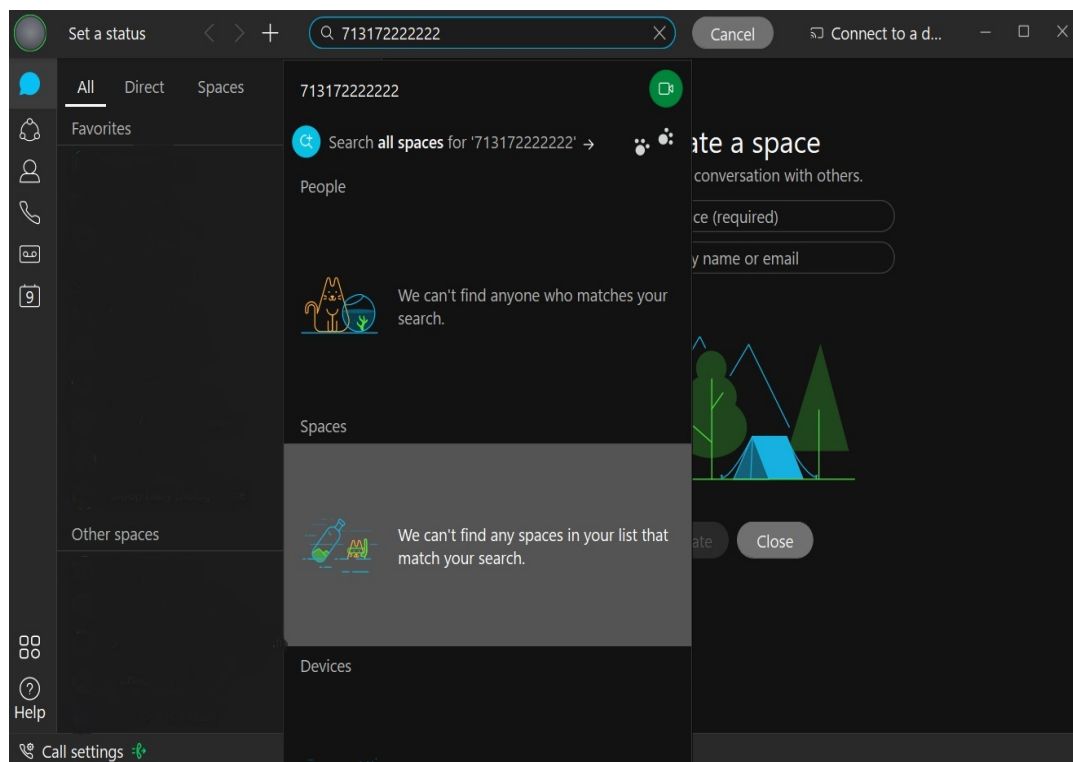 Set a status
713172222222
Cancel
Connect to a d...
All
Direct
Spaces
Favorites
Other spaces
713172222222
Search all spaces for '713172222222' →
People
We can't find anyone who matches your
search.
Spaces
We can't find any spaces in your list that
match your search.
Devices
ate a space
conversation with others.
ce (required)
y name or email
ate
Close
9
Help
Call settings